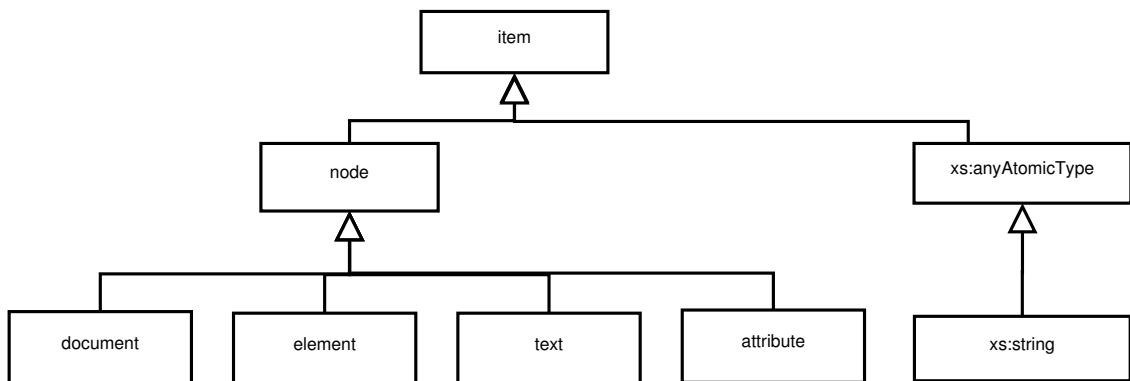 item
node
xs:anyAtomicType
document
element
text
attribute
xs:string